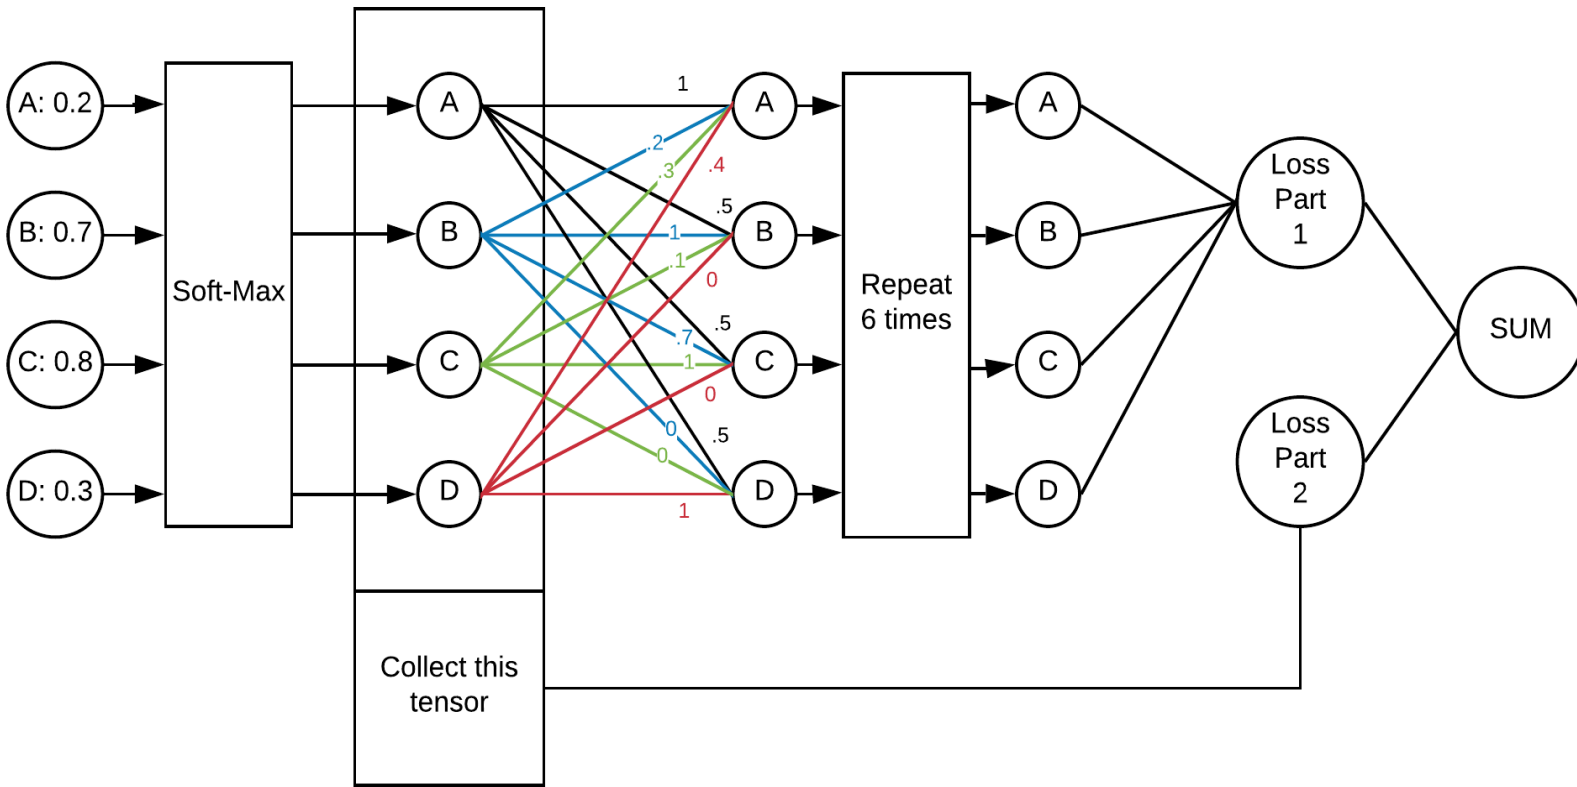 A: 0.2
B: 0.7
C: 0.8
D: 0.3
Soft-Max
A
B
C
D
Collect this
tensor
1
.2
.3
.4
.5
1
.1
0
.5
.7
1
0
0
.5
0
1
A
B
C
D
Repeat
6 times
A
B
C
D
Loss
Part
1
Loss
Part
2
SUM